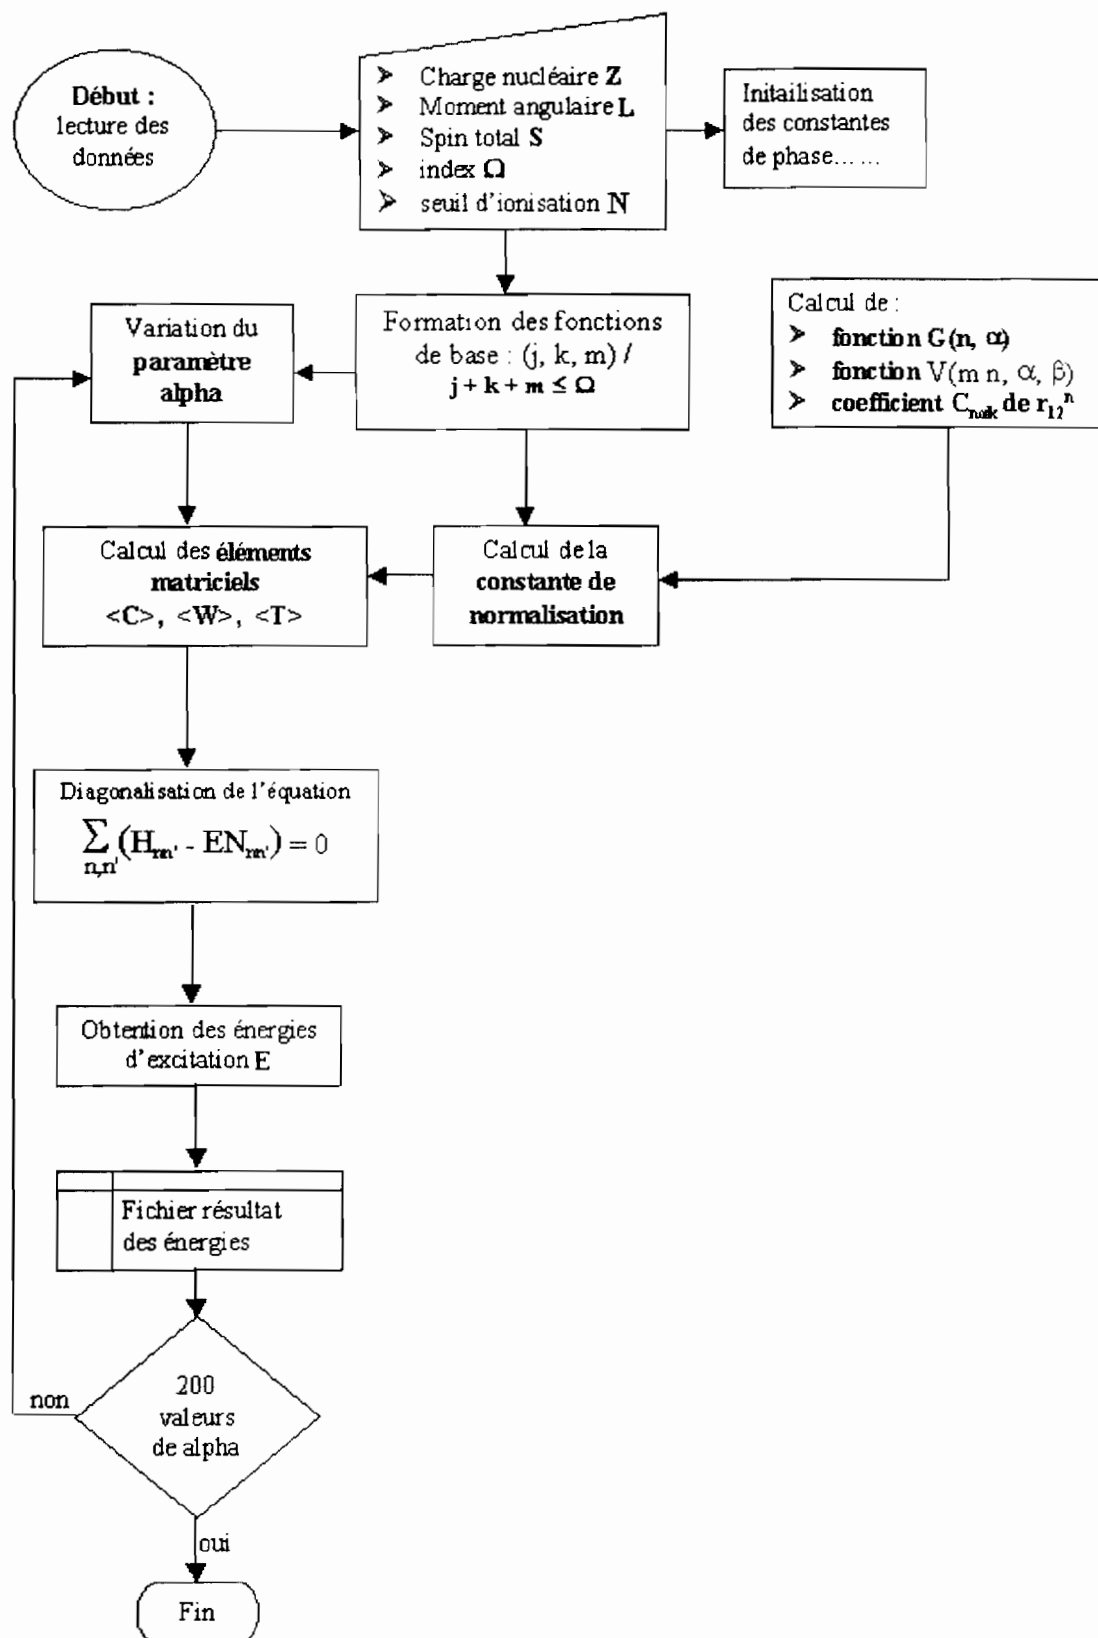 Début :
lecture des
données
➢ Charge nucléaire Z
➢ Moment angulaire L
➢ Spin total S
➢ index Ω
➢ seuil d'ionisation N
Initailisation
des constantes
de phase……
Variation du
paramètre
alpha
Formation des fonctions
de base : (j, k, m) /
j + k + m ≤ Ω
Calcul de :
➢ fonction G(n, α)
➢ fonction V(m n, α, β)
➢ coefficient de r₁₂ⁿ
Calcul des éléments
matriciels
<C>, <W>, <T>
Calcul de la
constante de
normalisation
Diagonalisation de l'équation
∑(Hₙₙ' - ENₙₙ') = 0
n,n'
Obtention des énergies
d'excitation E
Fichier résultat
des énergies
200
valeurs
de alpha
non
oui
Fin